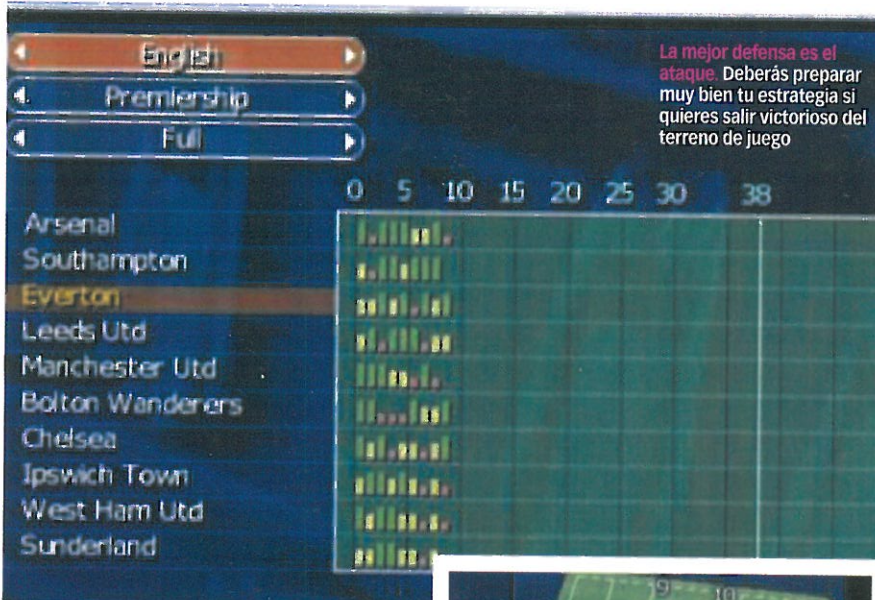 English
Premiership
Full
La mejor defensa es el
ataque. Deberás preparar
muy bien tu estrategia si
quieres salir victorioso del
terreno de juego
0 5 10 15 20 25 30 38
Arsenal
Southampton
Everton
Leeds Utd
Manchester Utd
Bolton Wanderers
Chelsea
Ipswich Town
West Ham Utd
Sunderland
9 10